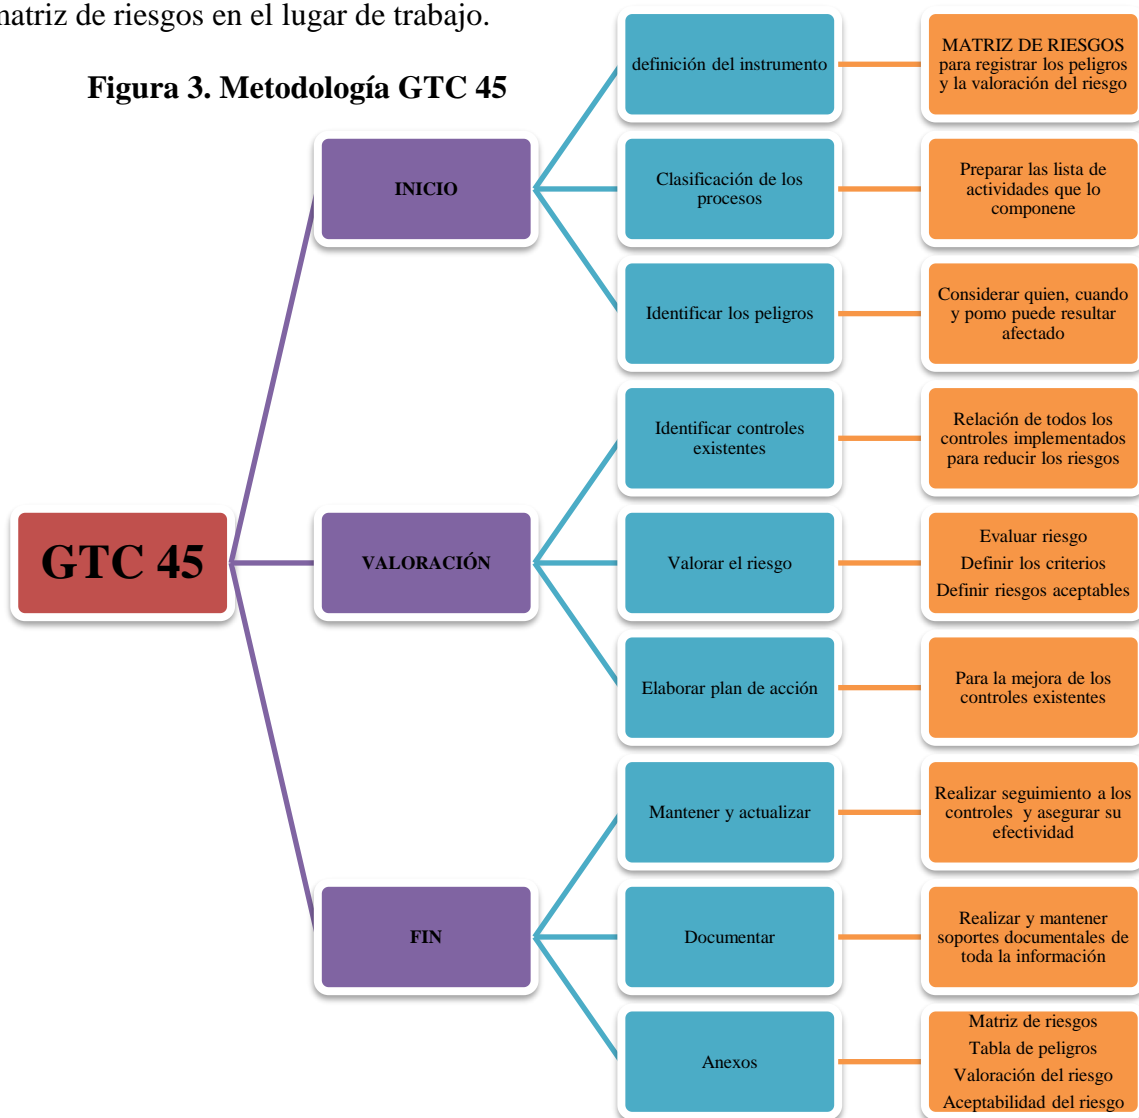 matriz de riesgos en el lugar de trabajo.
Figura 3. Metodología GTC 45
GTC 45
INICIO
definición del instrumento
MATRIZ DE RIESGOS
para registrar los peligros
y la valoración del riesgo
Clasificación de los
procesos
Preparar las lista de
actividades que lo
componene
Identificar los peligros
Considerar quien, cuando
y pomo puede resultar
afectado
VALORACIÓN
Identificar controles
existentes
Relación de todos los
controles implementados
para reducir los riesgos
Valorar el riesgo
Evaluar riesgo
Definir los criterios
Definir riesgos aceptables
Elaborar plan de acción
Para la mejora de los
controles existentes
FIN
Mantener y actualizar
Realizar seguimiento a los
controles y asegurar su
efectividad
Documentar
Realizar y mantener
soportes documentales de
toda la información
Anexos
Matriz de riesgos
Tabla de peligros
Valoración del riesgo
Aceptabilidad del riesgo